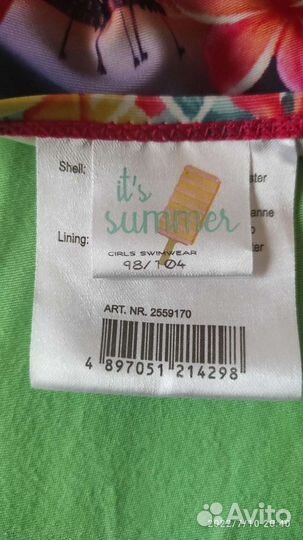 Shell:
it's
summer
Lining:
GIRLS SWIMWEAR
98/104
ART. NR. 2559170
4 897051 214298
Avito
2022/7/10 20:40